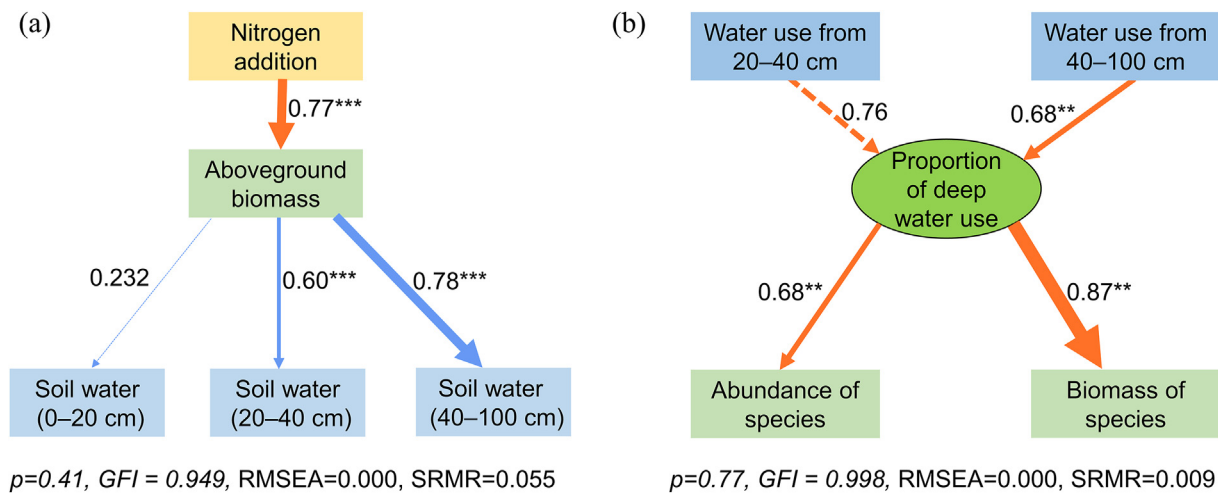 (a)
Nitrogen
addition
0.77***
Aboveground
biomass
0.232
0.60***
0.78***
Soil water
(0–20 cm)
Soil water
(20–40 cm)
Soil water
(40–100 cm)
p=0.41, GFI = 0.949, RMSEA=0.000, SRMR=0.055
(b)
Water use from
20–40 cm
Water use from
40–100 cm
0.76
0.68**
Proportion
of deep
water use
0.68**
0.87**
Abundance of
species
Biomass of
species
p=0.77, GFI = 0.998, RMSEA=0.000, SRMR=0.009